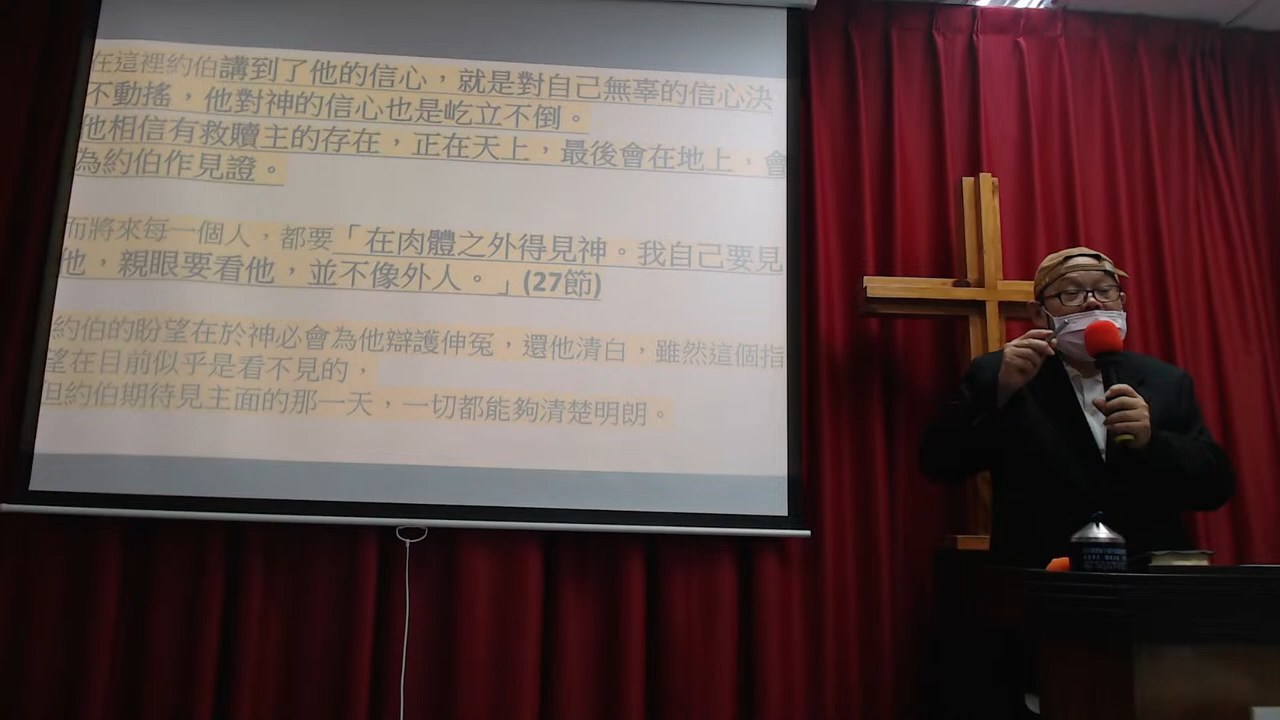 在這裡約伯講到了他的信心，就是對自己無辜的信心決
不動搖，他對神的信心也是屹立不倒。
他相信有救贖主的存在，正在天上，最後會在地上，會
為約伯作見證。
而將來每一個人，都要「在肉體之外得見神。我自己要見
他，親眼要看他，並不像外人。」(27節)
約伯的盼望在於神必會為他辯護伸冤，還他清白，雖然這個指
望在目前似乎是看不見的，
但約伯期待見主面的那一天，一切都能夠清楚明朗。